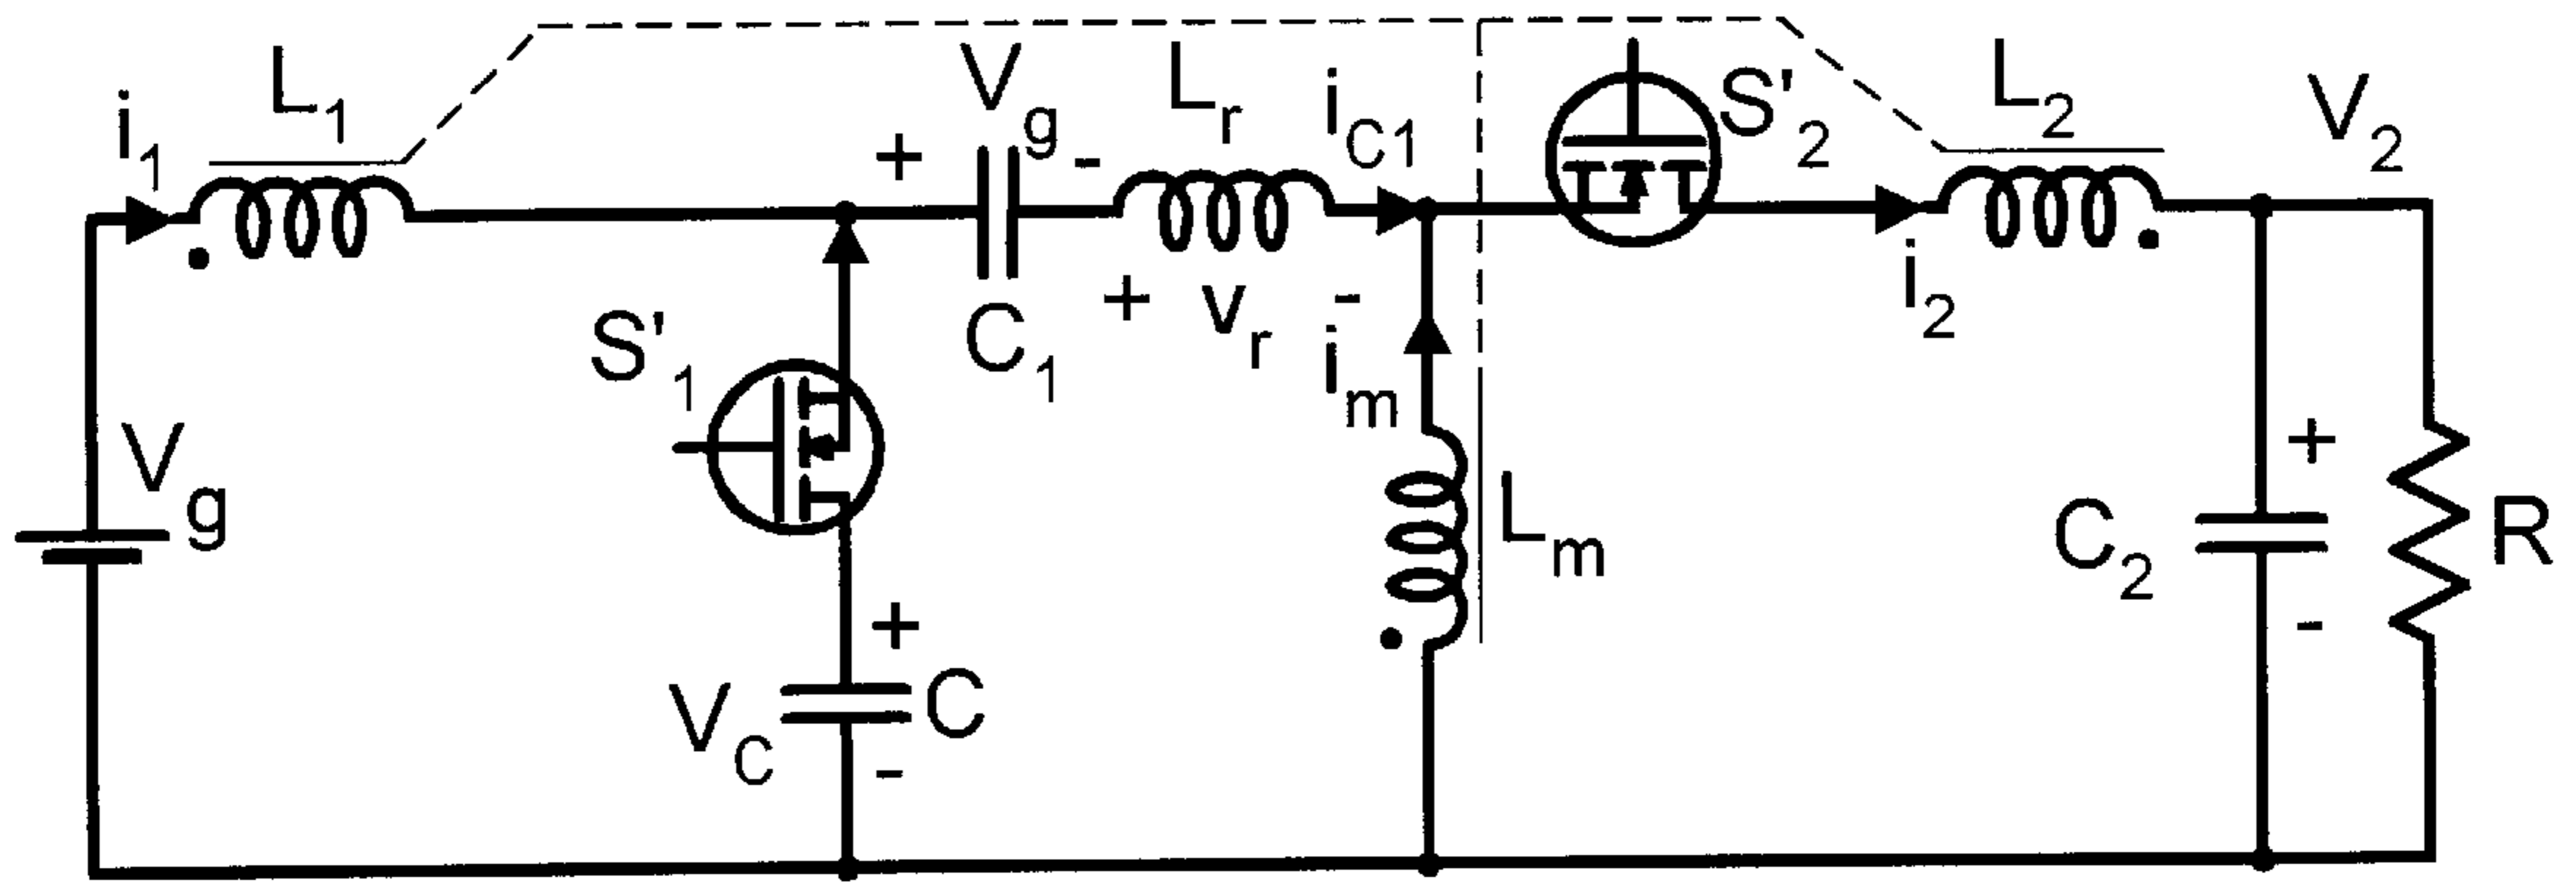 i1
L1
Vg
+
-
Lr
iC1
S'2
L2
V2
i2
S'1
C1
+ vr -
im
Lm
Vg
+
VC
C
-
+
C2
-
R